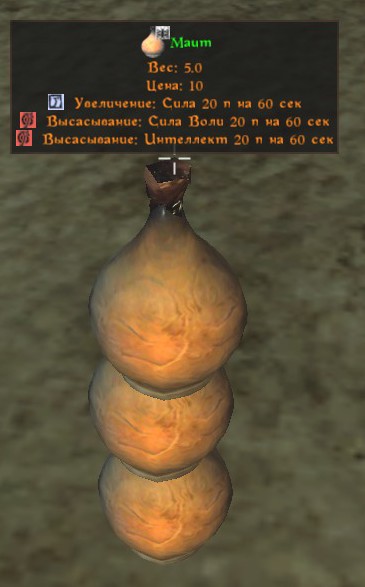 Маит
Вес: 5.0
Цена: 10
Увеличение: Сила 20 п на 60 сек
Высасывание: Сила Воли 20 п на 60 сек
Высасывание: Интеллект 20 п на 60 сек